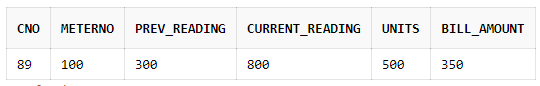 CNO METERNO PREV_READING CURRENT_READING UNITS BILL_AMOUNT
89 100 300 800 500 350